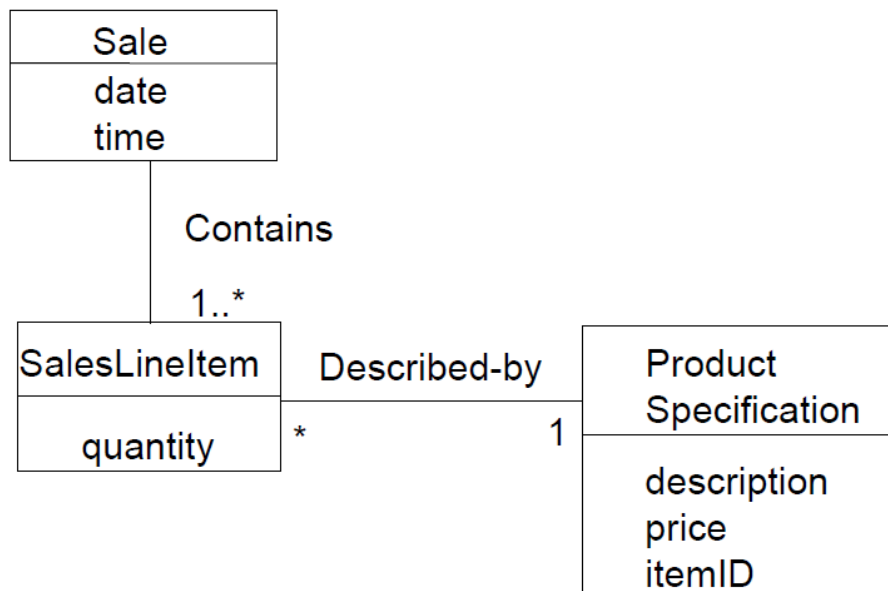 Sale
date
time
Contains
1..*
SalesLineItem
quantity
Described-by
*
1
Product
Specification
description
price
itemID